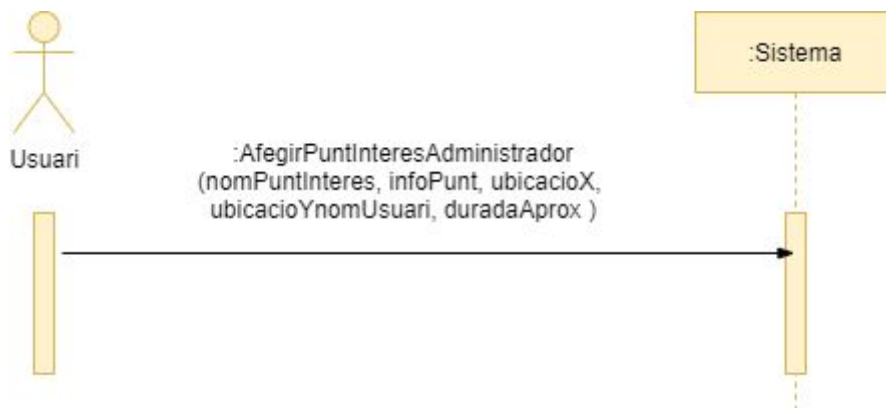 :Sistema
Usuari
:AfegirPuntInteresAdministrador
(nomPuntInteres, infoPunt, ubicacioX,
ubicacioYnomUsuari, duradaAprox )